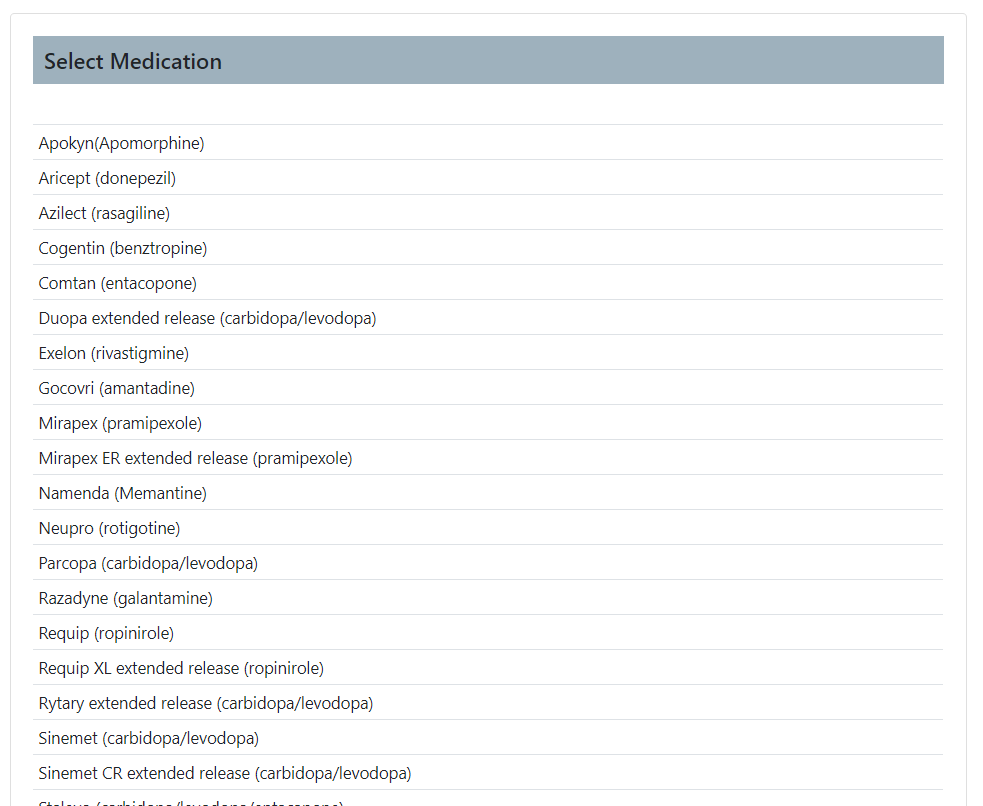 Select Medication
Apokyn(Apomorphine)
Aricept (donepezil)
Azilect (rasagiline)
Cogentin (benztropine)
Comtan (entacopone)
Duopa extended release (carbidopa/levodopa)
Exelon (rivastigmine)
Gocovri (amantadine)
Mirapex (pramipexole)
Mirapex ER extended release (pramipexole)
Namenda (Memantine)
Neupro (rotigotine)
Parcopa (carbidopa/levodopa)
Razadyne (galantamine)
Requip (ropinirole)
Requip XL extended release (ropinirole)
Rytary extended release (carbidopa/levodopa)
Sinemet (carbidopa/levodopa)
Sinemet CR extended release (carbidopa/levodopa)